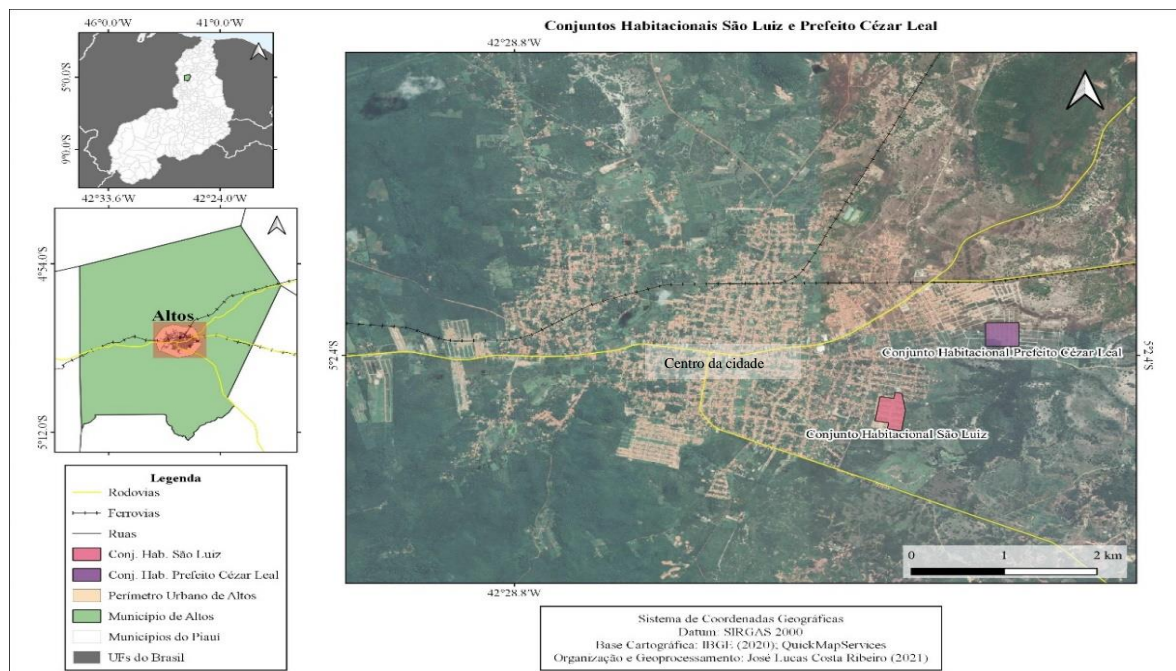 Conjuntos Habitacionais São Luiz e Prefeito Cézar Leal
46°0.0'W
41°0.0'W
5°0.0'S
9°0.0'S
42°33.6'W
42°24.0'W
4°54.0'S
5°12.0'S
Altos
42°28.8'W
5°2.4'S
5°2.4'S
Centro da cidade
Conjunto Habitacional Prefeito Cézar Leal
Conjunto Habitacional São Luiz
0 1 2 km
42°28.8'W
Legenda
Rodovias
Ferrovias
Ruas
Conj. Hab. São Luiz
Conj. Hab. Prefeito Cézar Leal
Perímetro Urbano de Altos
Município de Altos
Municípios do Piauí
UFs do Brasil
Sistema de Coordenadas Geográficas
Datum: SIRGAS 2000
Base Cartográfica: IBGE (2020); QuickMapServices
Organização e Geoprocessamento: José Lucas Costa Ribeiro (2021)